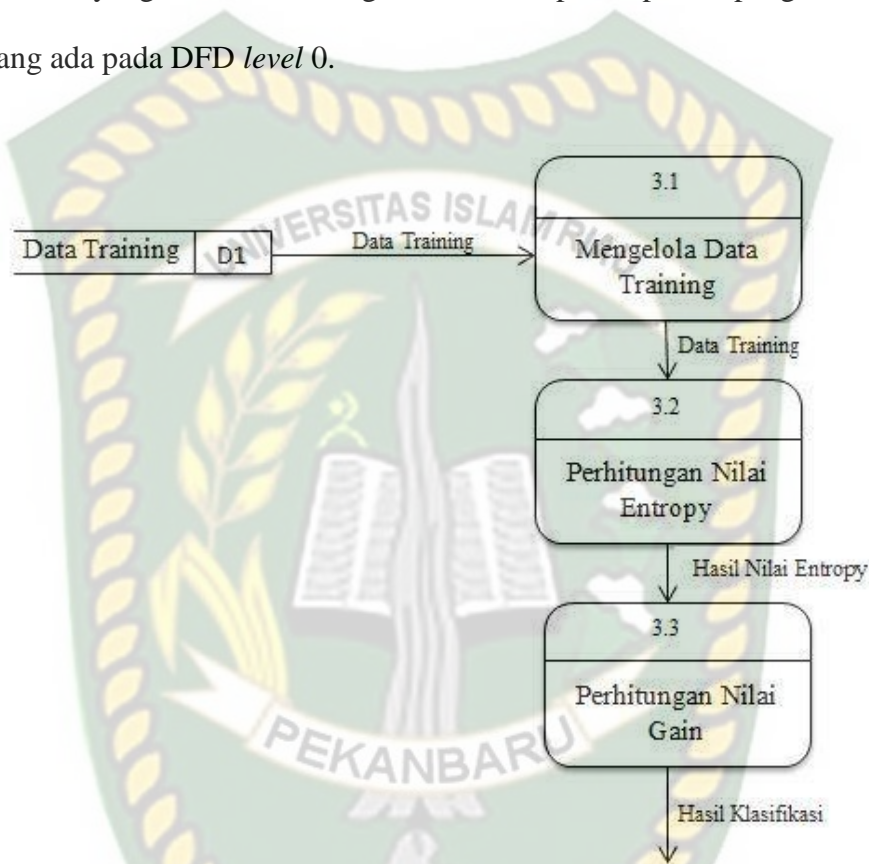 ang ada pada DFD level 0.
3.1
Data Training D1
Data Training
Mengelola Data
Training
Data Training
3.2
Perhitungan Nilai
Entropy
Hasil Nilai Entropy
3.3
Perhitungan Nilai
Gain
Hasil Klasifikasi
UNIVERSITAS ISLAM RIAU
PEKANBARU